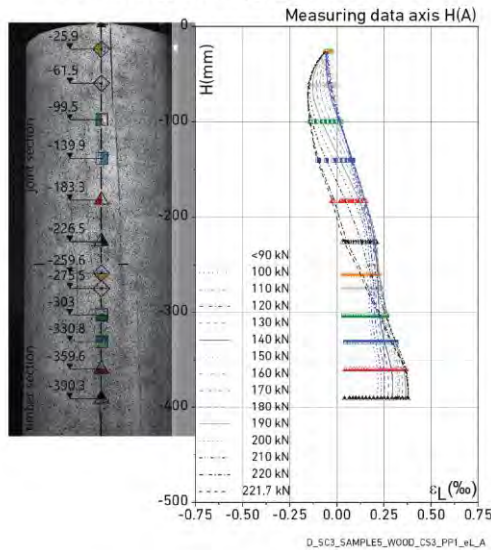 Measuring data axis H(A)
0
-100
-200
-300
-400
-500
H(mm)
-25.9
-61.5
-99.5
-139.9
-183.3
-226.5
-259.6
-275.5
-303
-330.8
-359.6
-390.3
joint section
timber section
<90 kN
100 kN
110 kN
120 kN
130 kN
140 kN
150 kN
160 kN
170 kN
180 kN
190 kN
200 kN
210 kN
220 kN
221.7 kN
εL(‰)
-0.75 -0.50 -0.25 0.00 0.25 0.50 0.75
D_SC3_SAMPLE5_WOOD_CS3_PP1_eL_A